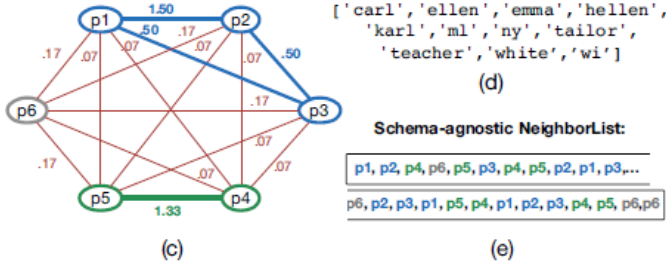 1.50
p1
p2
.50
.17
.07
.07
.07
.50
.17
p6
.17
p3
.17
.07
.07
.07
p5
p4
1.33
(c)
['carl','ellen','emma','hellen',
'karl','ml','ny','tailor',
'teacher','white','wi']
(d)
Schema-agnostic NeighborList:
p1, p2, p4, p6, p5, p3, p4, p5, p2, p1, p3,...
p6, p2, p3, p1, p5, p4, p1, p2, p3, p4, p5, p6,p6
(e)